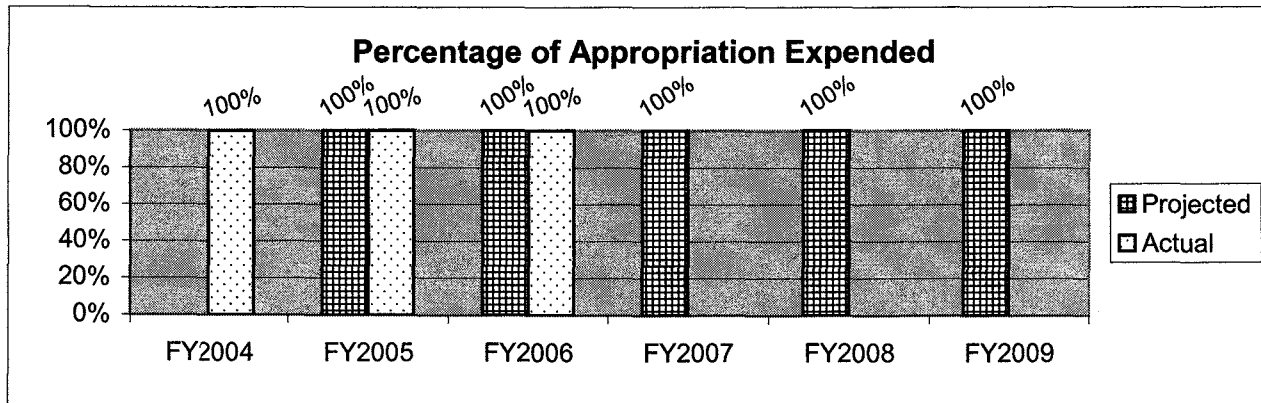 Percentage of Appropriation Expended
100% 100% 100% 100% 100% 100% 100% 100%
100%
80%
60%
40%
20%
0%
FY2004 FY2005 FY2006 FY2007 FY2008 FY2009
Projected
Actual